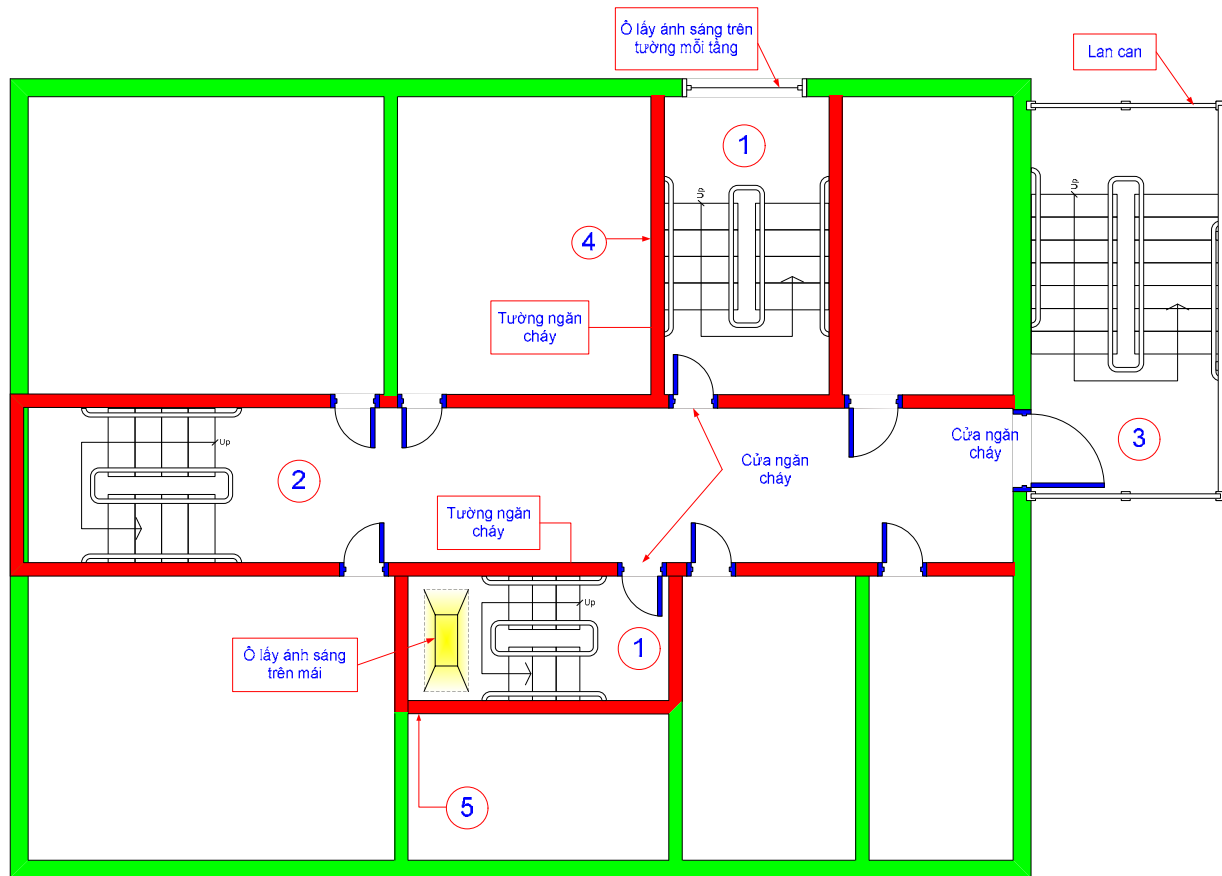 Ô lấy ánh sáng trên
tường mỗi tầng
Lan can
1
Up
Up
4
Tường ngăn
cháy
Cửa ngăn
cháy
3
Cửa ngăn
cháy
Up
2
Tường ngăn
cháy
Up
1
Ô lấy ánh sáng
trên mái
5